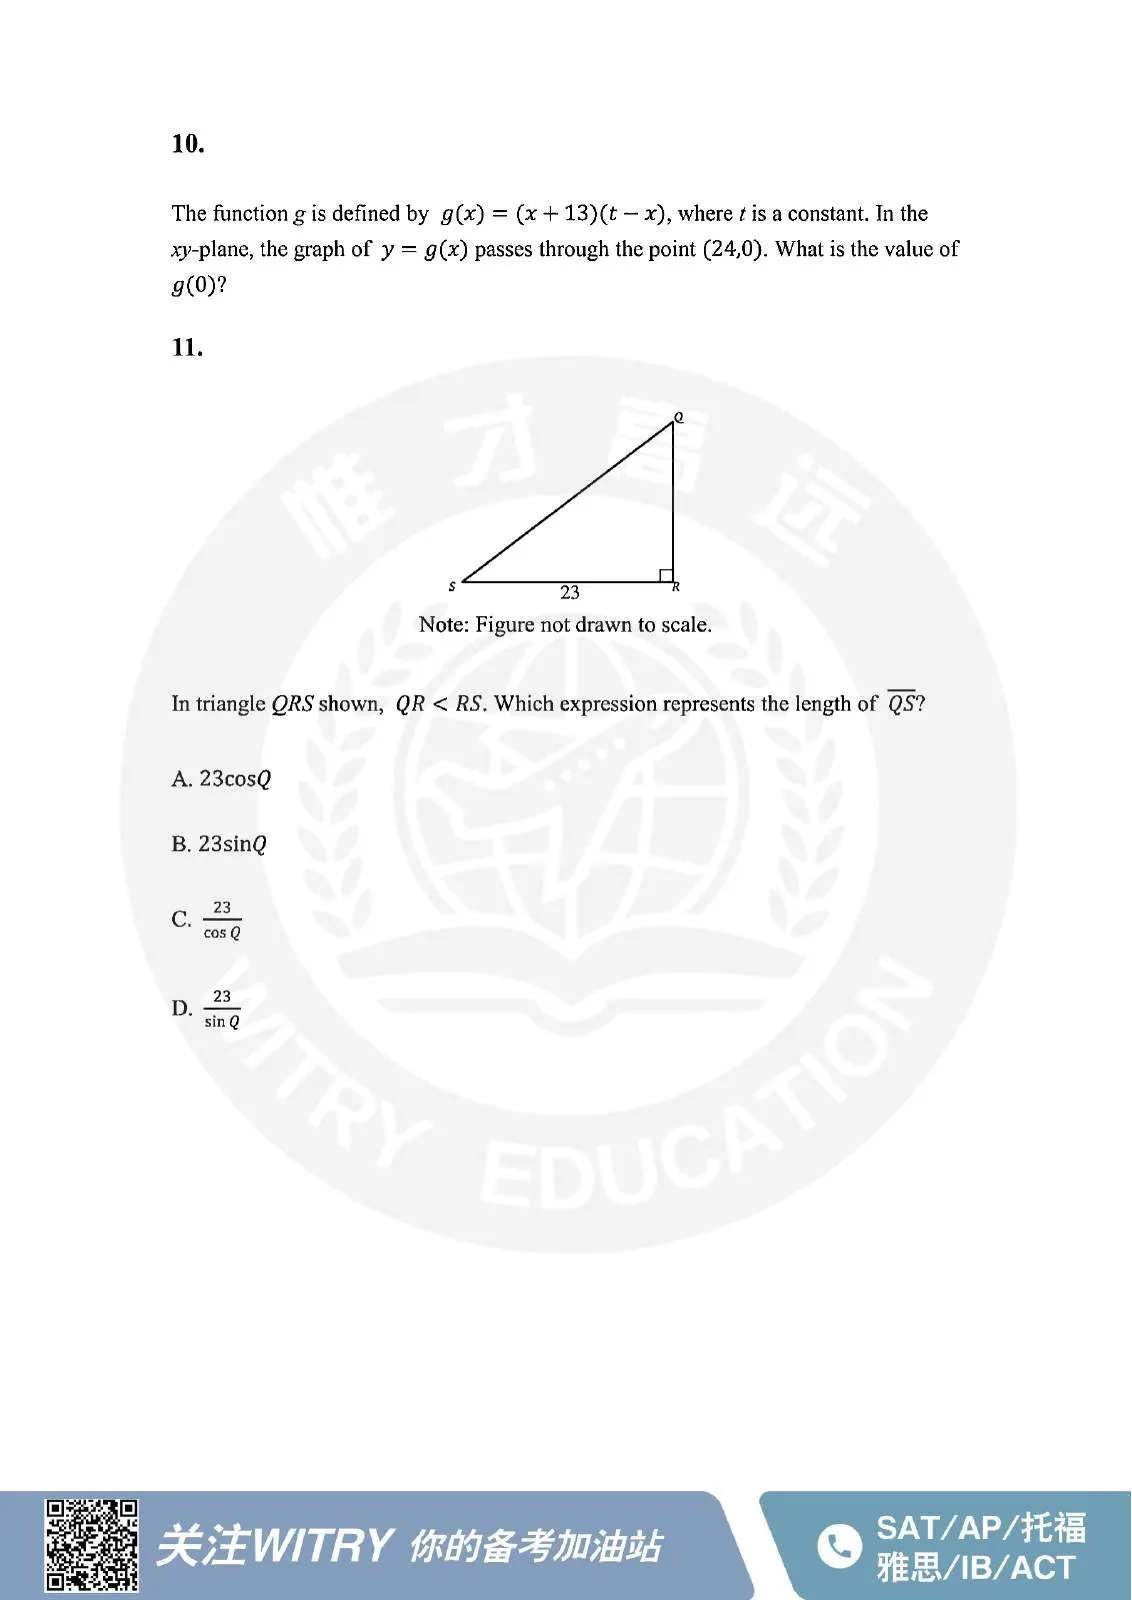 10.
The function g is defined by g(x) = (x + 13)(t − x), where t is a constant. In the
xy-plane, the graph of y = g(x) passes through the point (24,0). What is the value of
g(0)?
11.
惟才富远
Q
S
23
R
Note: Figure not drawn to scale.
In triangle QRS shown, QR < RS. Which expression represents the length of QS?
A. 23cosQ
B. 23sinQ
C. 23/cos Q
D. 23/sin Q
WITRY EDUCATION
关注WITRY 你的备考加油站
SAT/AP/托福
雅思/IB/ACT